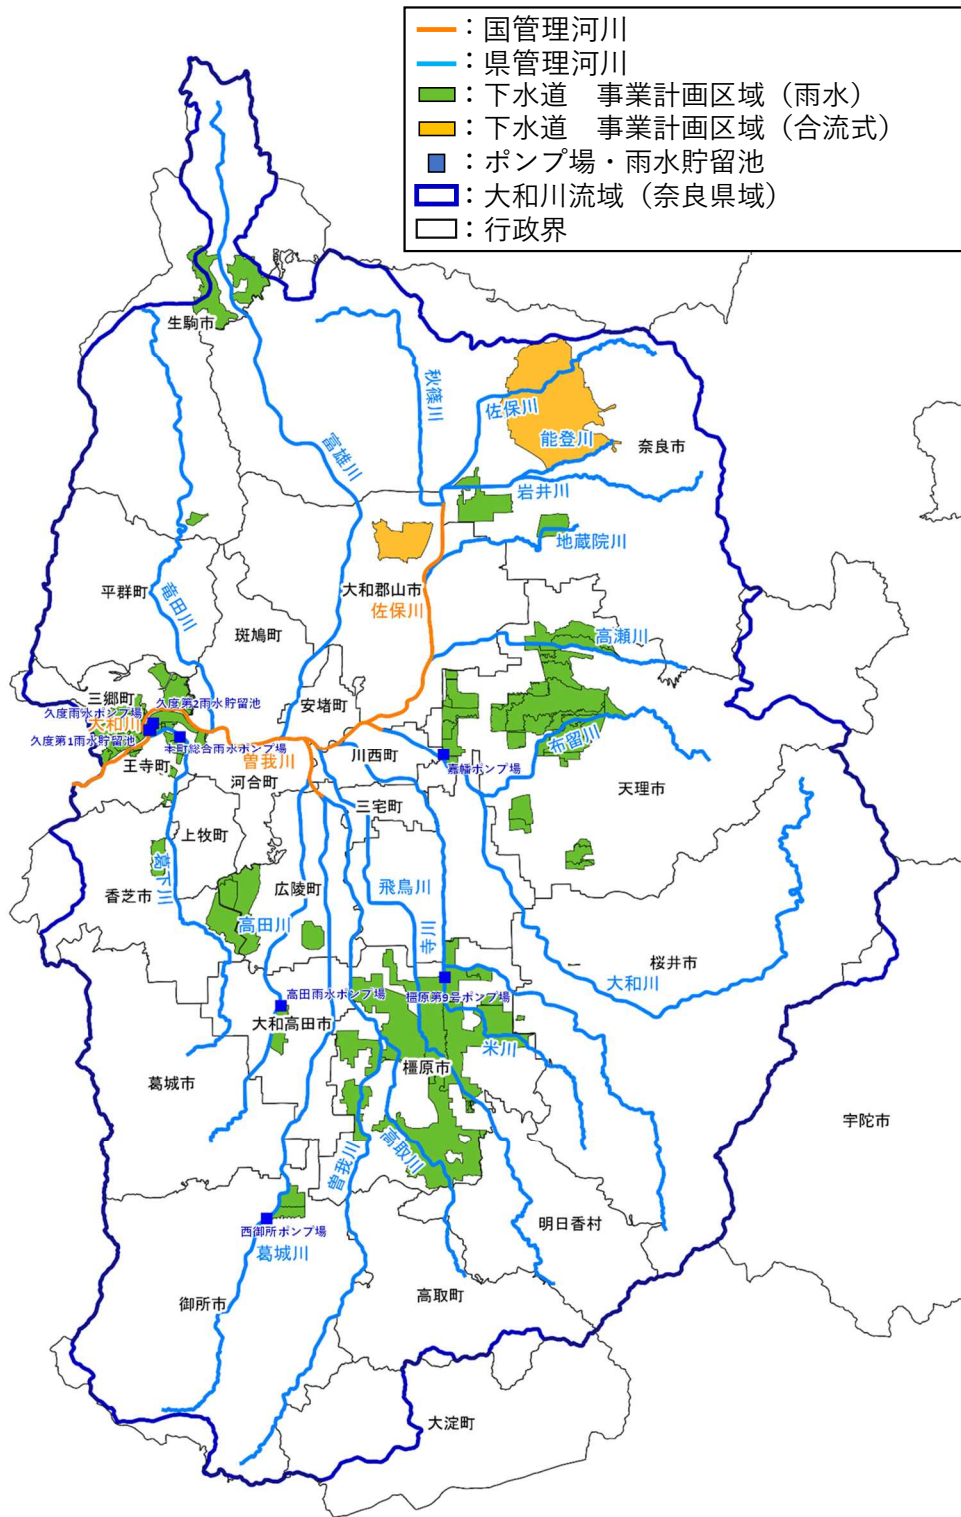 ：国管理河川
：県管理河川
：下水道　事業計画区域（雨水）
：下水道　事業計画区域（合流式）
：ポンプ場・雨水貯留池
：大和川流域（奈良県域）
：行政界
生駒市
秋篠川
佐保川
能登川
奈良市
富雄川
岩井川
地蔵院川
平群町
竜田川
大和郡山市
佐保川
斑鳩町
高瀬川
三郷町
久度第2雨水貯留池
久度雨水ポンプ場
大和川
久度第1雨水貯留池
本町総合雨水ポンプ場
安堵町
布留川
王寺町
曽我川
川西町
嘉幡ポンプ場
河合町
天理市
三宅町
上牧町
葛下川
香芝市
広陵町
飛鳥川
高田川
寺川
桜井市
大和川
高田雨水ポンプ場
橿原第9号ポンプ場
大和高田市
米川
橿原市
葛城市
宇陀市
曽我川
高取川
西御所ポンプ場
明日香村
葛城川
御所市
高取町
大淀町